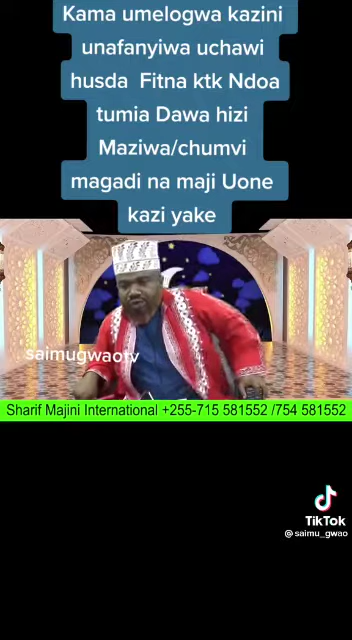 Kama umelogwa kazini
unafanyiwa uchawi
husda Fitna ktk Ndoa
tumia Dawa hizi
Maziwa/chumvi
magadi na maji Uone
kazi yake
saimugwaotv
Sharif Majini International +255-715 581552 /754 581552
TikTok
@saimu_gwao